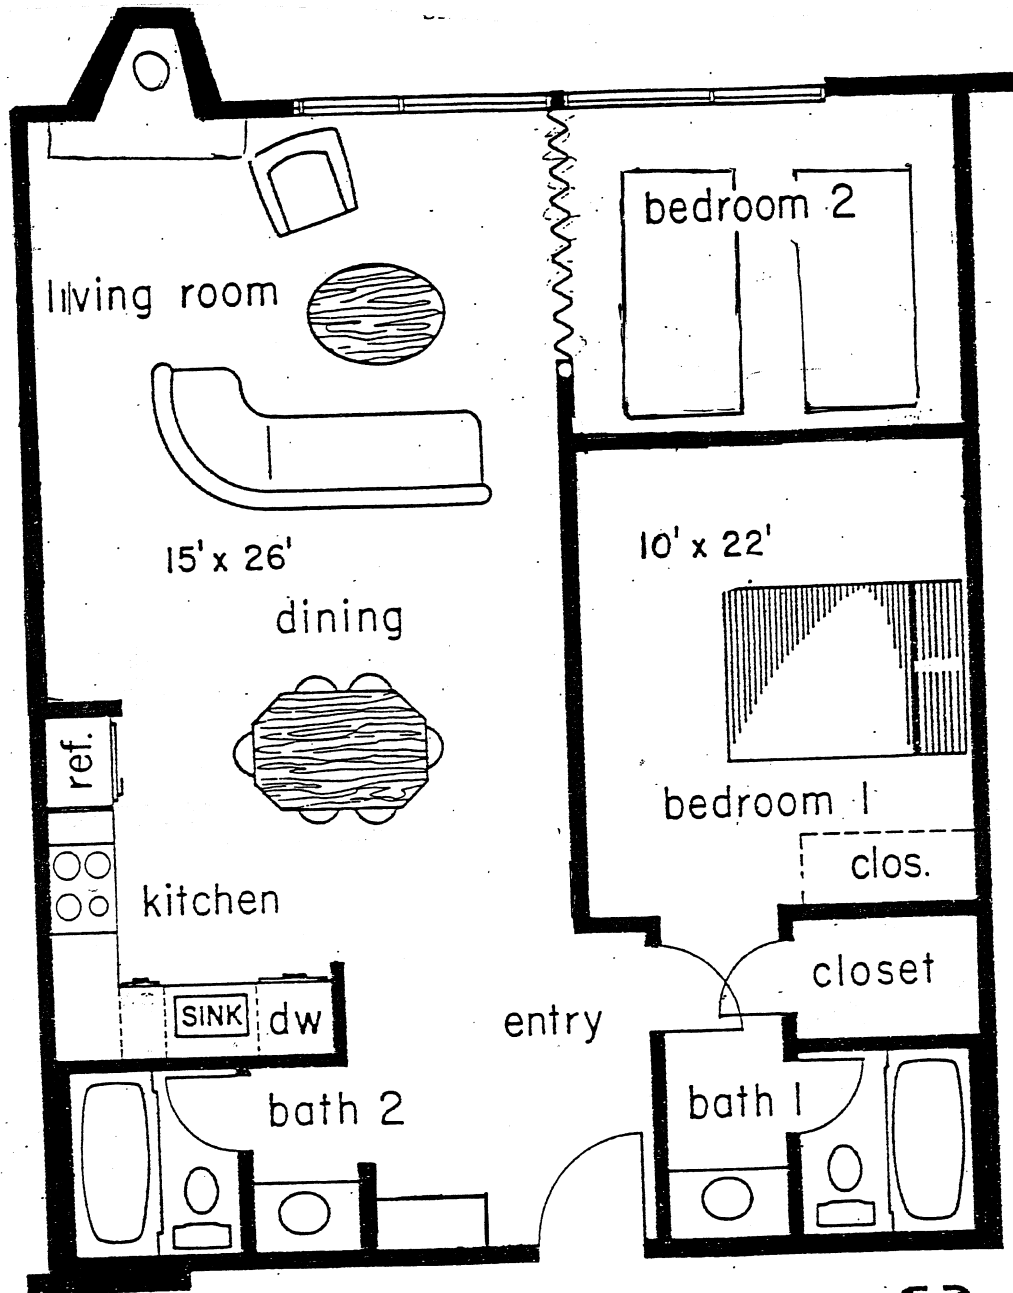 bedroom 2
living room
10' x 22'
15' x 26'
dining
ref.
bedroom 1
clos.
kitchen
closet
SINK
dw
entry
bath 2
bath 1